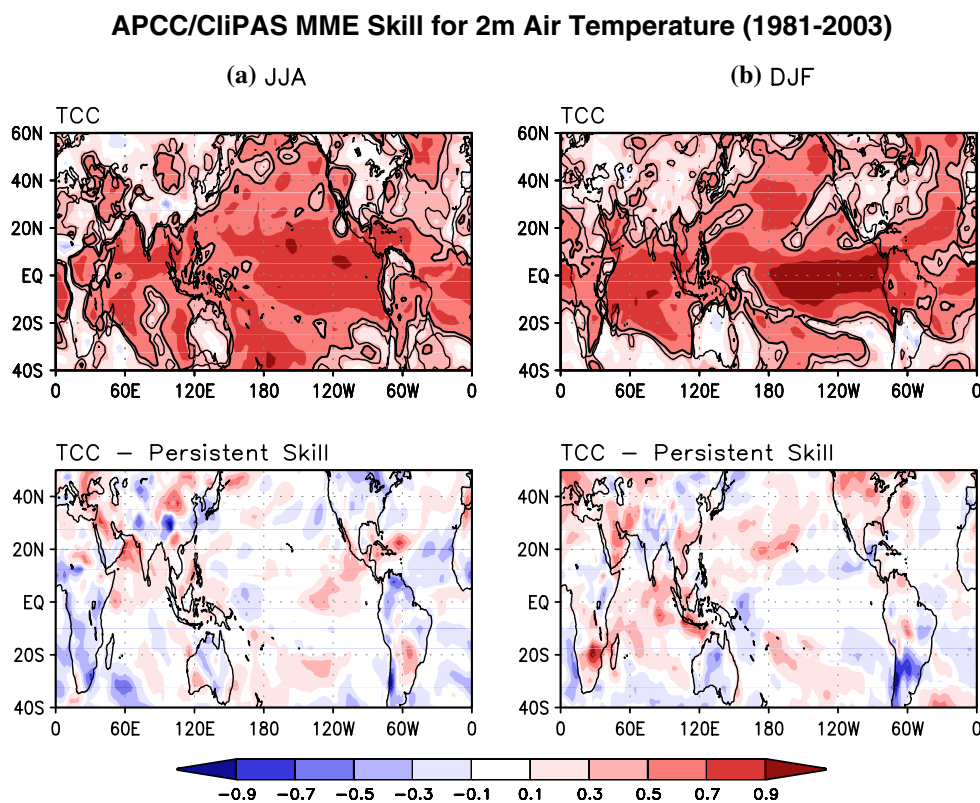 APCC/CliPAS MME Skill for 2m Air Temperature (1981-2003)
(a) JJA
(b) DJF
TCC
TCC
60N
40N
20N
EQ
20S
40S
0 60E 120E 180 120W 60W 0
60N
40N
20N
EQ
20S
40S
0 60E 120E 180 120W 60W 0
TCC – Persistent Skill
TCC – Persistent Skill
40N
20N
EQ
20S
40S
0 60E 120E 180 120W 60W 0
40N
20N
EQ
20S
40S
0 60E 120E 180 120W 60W 0
−0.9 −0.7 −0.5 −0.3 −0.1 0.1 0.3 0.5 0.7 0.9